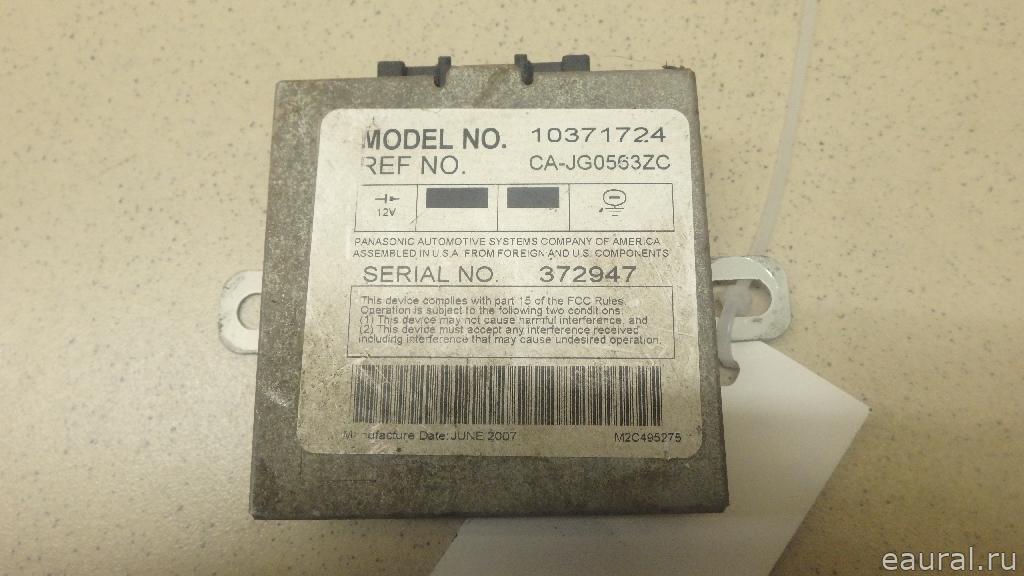 MODEL NO. 10371724
REF NO. CA-JG0563ZC
12V
PANASONIC AUTOMOTIVE SYSTEMS COMPANY OF AMERICA
ASSEMBLED IN U.S.A. FROM FOREIGN AND U.S. COMPONENTS
SERIAL NO. 372947
This device complies with part 15 of the FCC Rules.
Operation is subject to the following two conditions:
(1) This device may not cause harmful interference, and
(2) This device must accept any interference received
including interference that may cause undesired operation.
Manufacture Date: JUNE 2007 M2C495275
eaural.ru